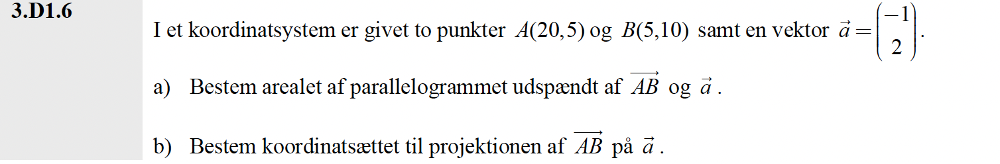 3.D1.6
I et koordinatsystem er givet to punkter A(20,5) og B(5,10) samt en vektor \vec{a} = \begin{pmatrix} -1 \\ 2 \end{pmatrix}.
a) Bestem arealet af parallelogrammet udspændt af \overrightarrow{AB} og \vec{a}.
b) Bestem koordinatsættet til projektionen af \overrightarrow{AB} på \vec{a}.